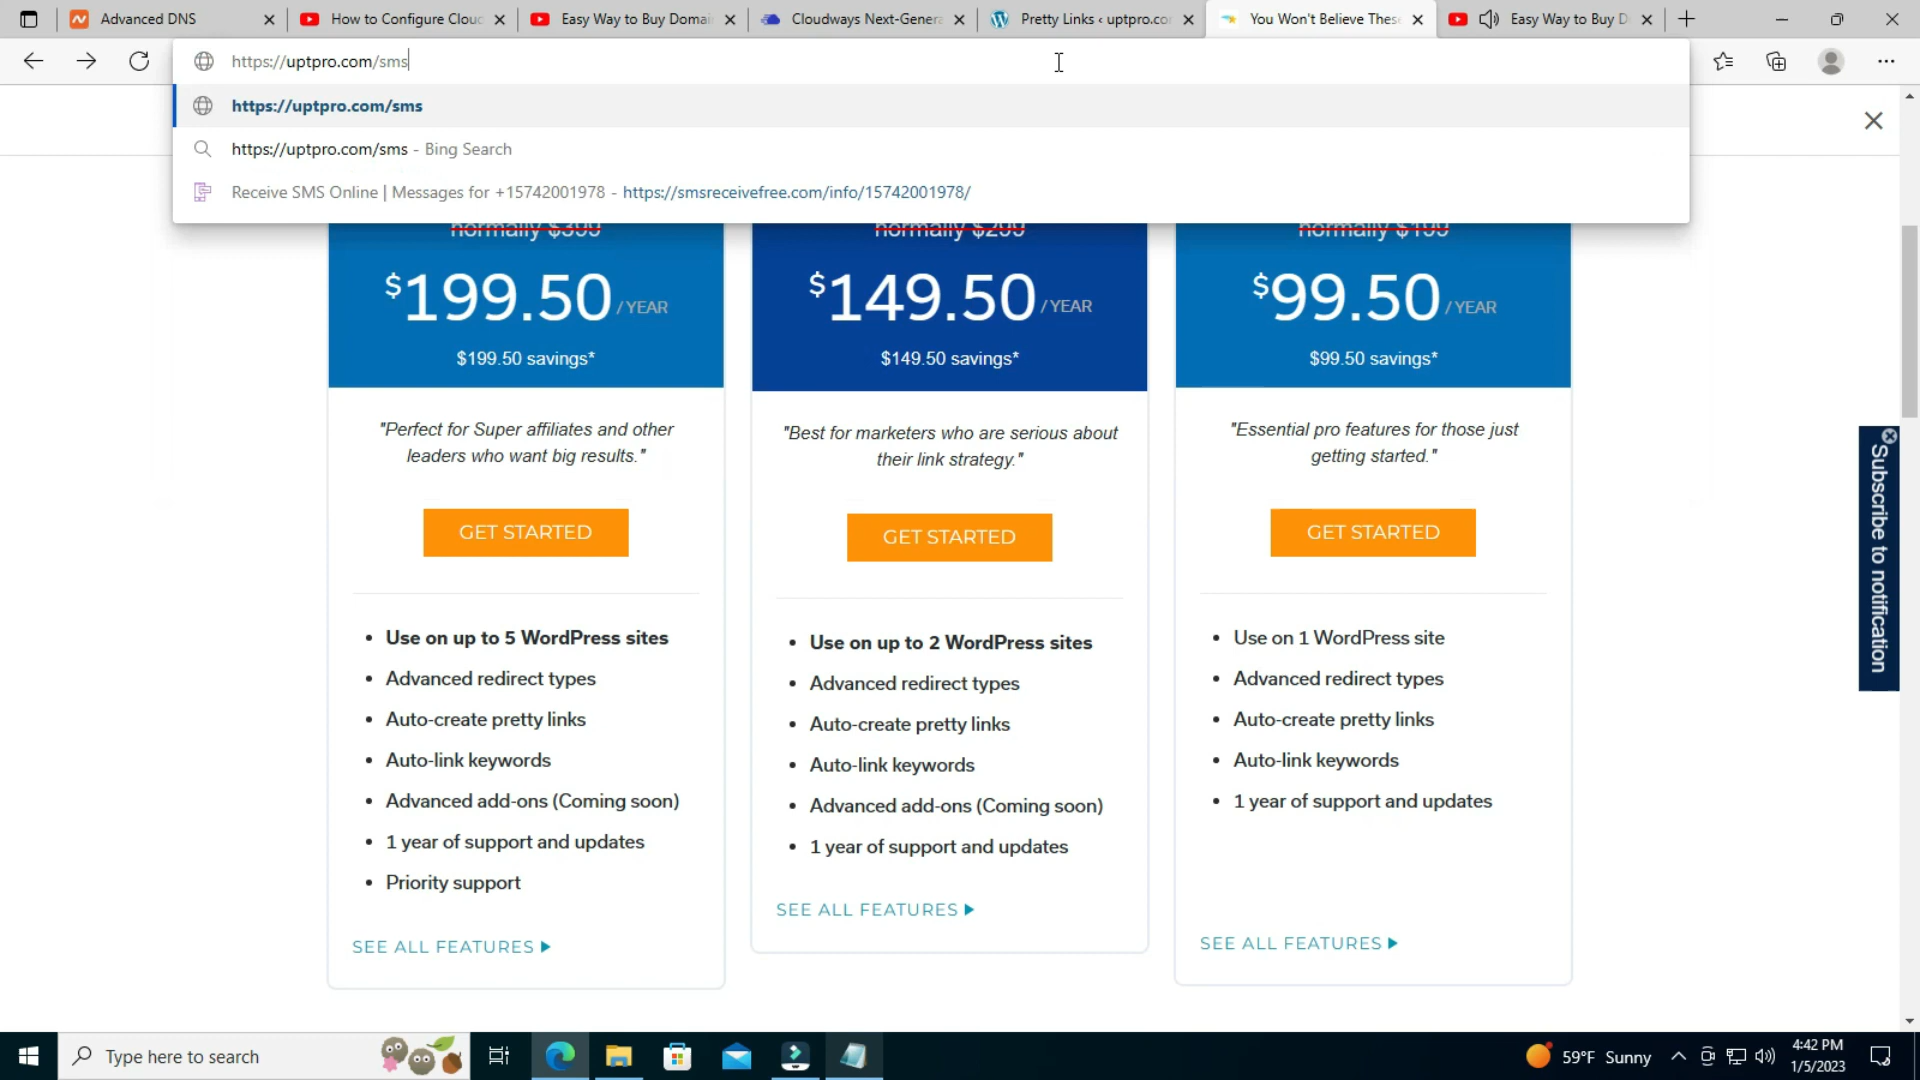 Advanced DNS
How to Configure Clou
Easy Way to Buy Domai
Cloudways Next-Genera
Pretty Links ‹ uptpro.co
You Won't Believe Thes
Easy Way to Buy D
https://uptpro.com/sms
https://uptpro.com/sms
https://uptpro.com/sms - Bing Search
Receive SMS Online | Messages for +15742001978 - https://smsreceivefree.com/info/15742001978/
normally $399
$199.50 / YEAR
$199.50 savings*
"Perfect for Super affiliates and other
leaders who want big results."
GET STARTED
• Use on up to 5 WordPress sites
• Advanced redirect types
• Auto-create pretty links
• Auto-link keywords
• Advanced add-ons (Coming soon)
• 1 year of support and updates
• Priority support
SEE ALL FEATURES
normally $299
$149.50 / YEAR
$149.50 savings*
"Best for marketers who are serious about
their link strategy."
GET STARTED
• Use on up to 2 WordPress sites
• Advanced redirect types
• Auto-create pretty links
• Auto-link keywords
• Advanced add-ons (Coming soon)
• 1 year of support and updates
SEE ALL FEATURES
normally $199
$99.50 / YEAR
$99.50 savings*
"Essential pro features for those just
getting started."
GET STARTED
• Use on 1 WordPress site
• Advanced redirect types
• Auto-create pretty links
• Auto-link keywords
• 1 year of support and updates
SEE ALL FEATURES
Subscribe to notification
Type here to search
59°F Sunny
4:42 PM
1/5/2023